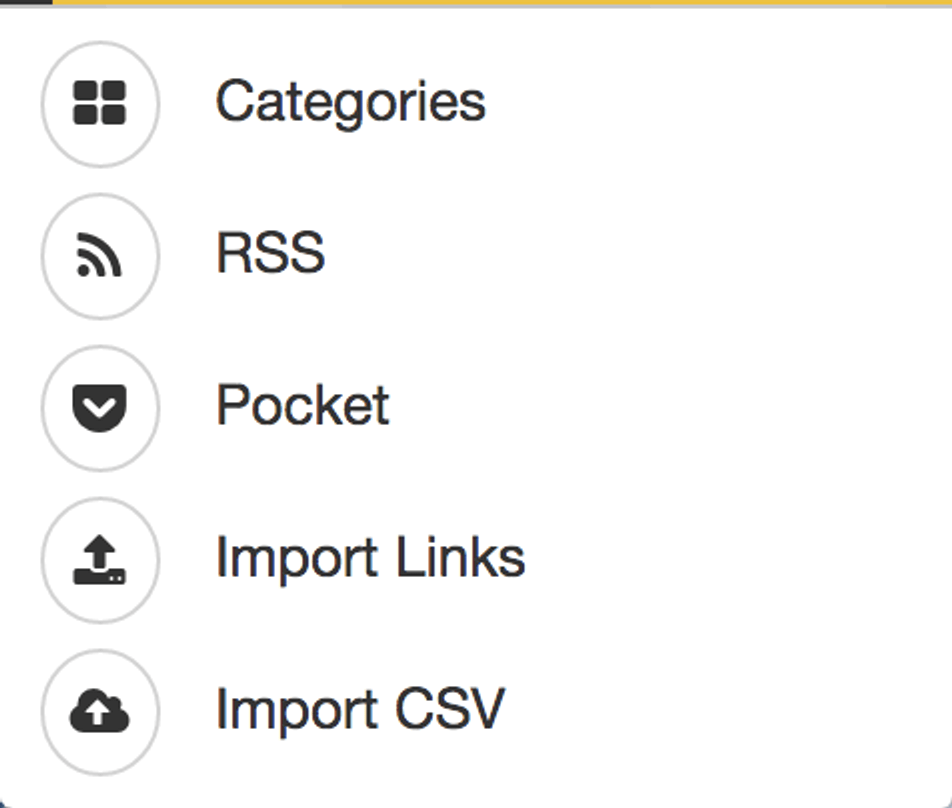 Categories
RSS
Pocket
Import Links
Import CSV